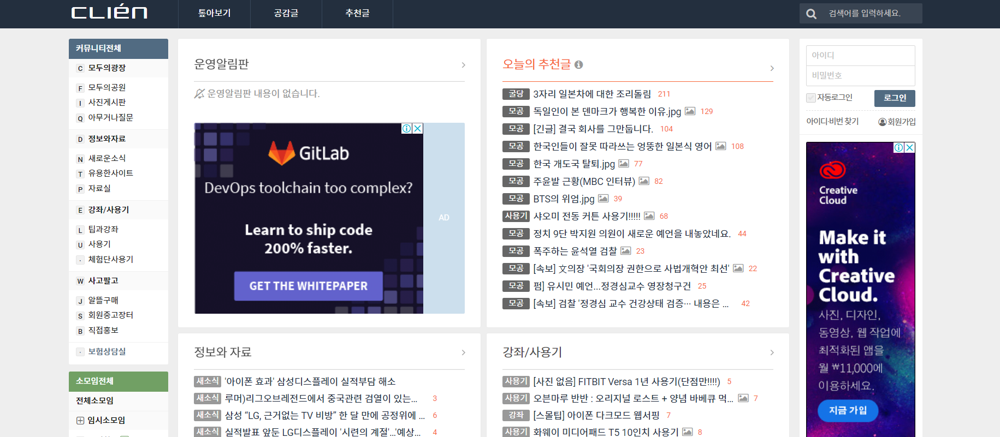 CLIÉN
톺아보기
공감글
추천글
검색어를 입력하세요.
커뮤니티전체
C 모두의광장
F 모두의공원
I 사진게시판
Q 아무거나질문
D 정보와자료
N 새로운소식
T 유용한사이트
P 자료실
E 강좌/사용기
L 팁과강좌
U 사용기
· 체험단사용기
W 사고팔고
J 알뜰구매
S 회원중고장터
B 직접홍보
· 보험상담실
소모임전체
전체소모임
임시소모임
운영알림판
운영알림판 내용이 없습니다.
GitLab
DevOps toolchain too complex?
Learn to ship code
200% faster.
GET THE WHITEPAPER
AD
오늘의 추천글
굴당 3자리 일본차에 대한 조리돌림 211
모공 독일인이 본 덴마크가 행복한 이유.jpg 129
모공 [긴글] 결국 회사를 그만둡니다. 104
모공 한국인들이 잘못 따라쓰는 엉뚱한 일본식 영어 108
모공 한국 개도국 탈퇴.jpg 77
모공 주윤발 근황(MBC 인터뷰) 82
모공 BTS의 위엄.jpg 39
사용기 샤오미 전동 커튼 사용기!!!!! 68
모공 정치 9단 박지원 의원이 새로운 예언을 내놓았네요. 44
모공 폭주하는 윤석열 검찰 23
모공 [속보] 文의장 '국회의장 권한으로 사법개혁안 최선' 22
모공 펌] 유시민 예언...정경심교수 영장청구건 25
모공 [속보] 검찰 '정경심 교수 건강상태 검증… 내용은 ... 42
정보와 자료
새소식 '아이폰 효과' 삼성디스플레이 실적부담 해소
새소식 루머)리그오브레전드에서 중국관련 검열이 있는... 3
새소식 삼성 “LG, 근거없는 TV 비방” 한 달 만에 공정위에 ... 6
새소식 실적발표 앞둔 LG디스플레이 '시련의 계절'...'예상... 4
강좌/사용기
사용기 [사진 없음] FITBIT Versa 1년 사용기(단점만!!!!) 5
사용기 오븐마루 반반 : 오리지널 로스트 + 양념 바베큐 먹... 7
강좌 [스몰팁] 아이폰 다크모드 웹서핑 7
사용기 화웨이 미디어패드 T5 10인치 사용기 8
아이디
비밀번호
자동로그인
로그인
아이디·비번 찾기
회원가입
Creative
Cloud
Make it
with
Creative
Cloud.
사진, 디자인,
동영상, 웹 작업에
최적화된 앱을
월 ₩11,000에
이용하세요.
지금 가입